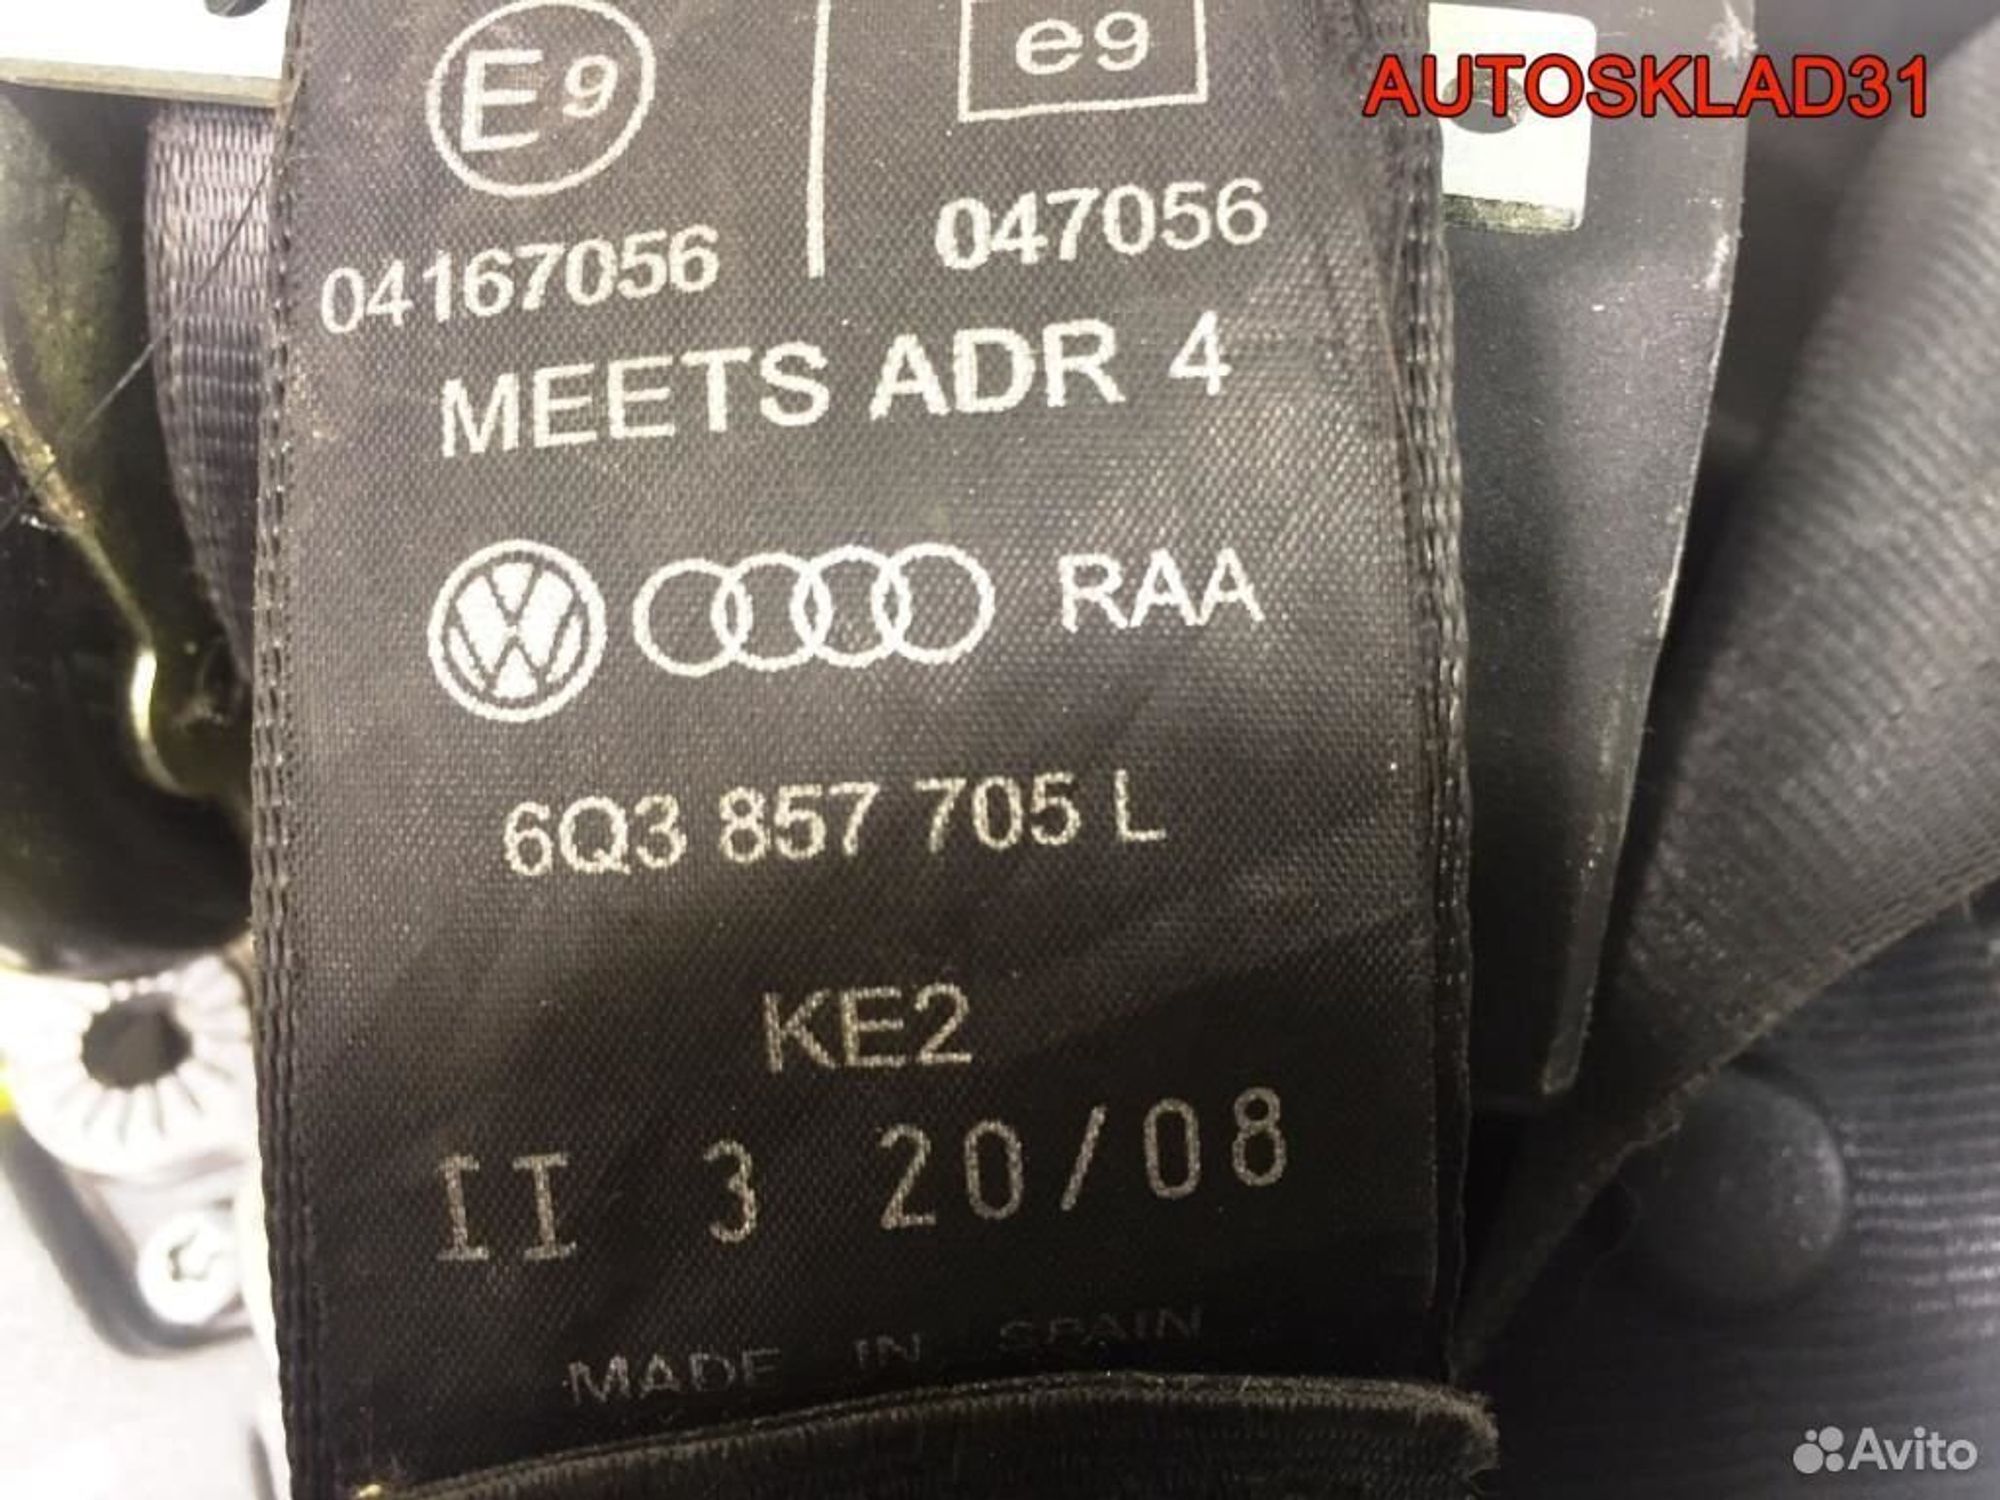 E9
e9
AUTOSKLAD31
04167056
047056
MEETS ADR 4
RAA
6Q3 857 705 L
KE2
II 3 20/08
MADE IN SPAIN
Avito